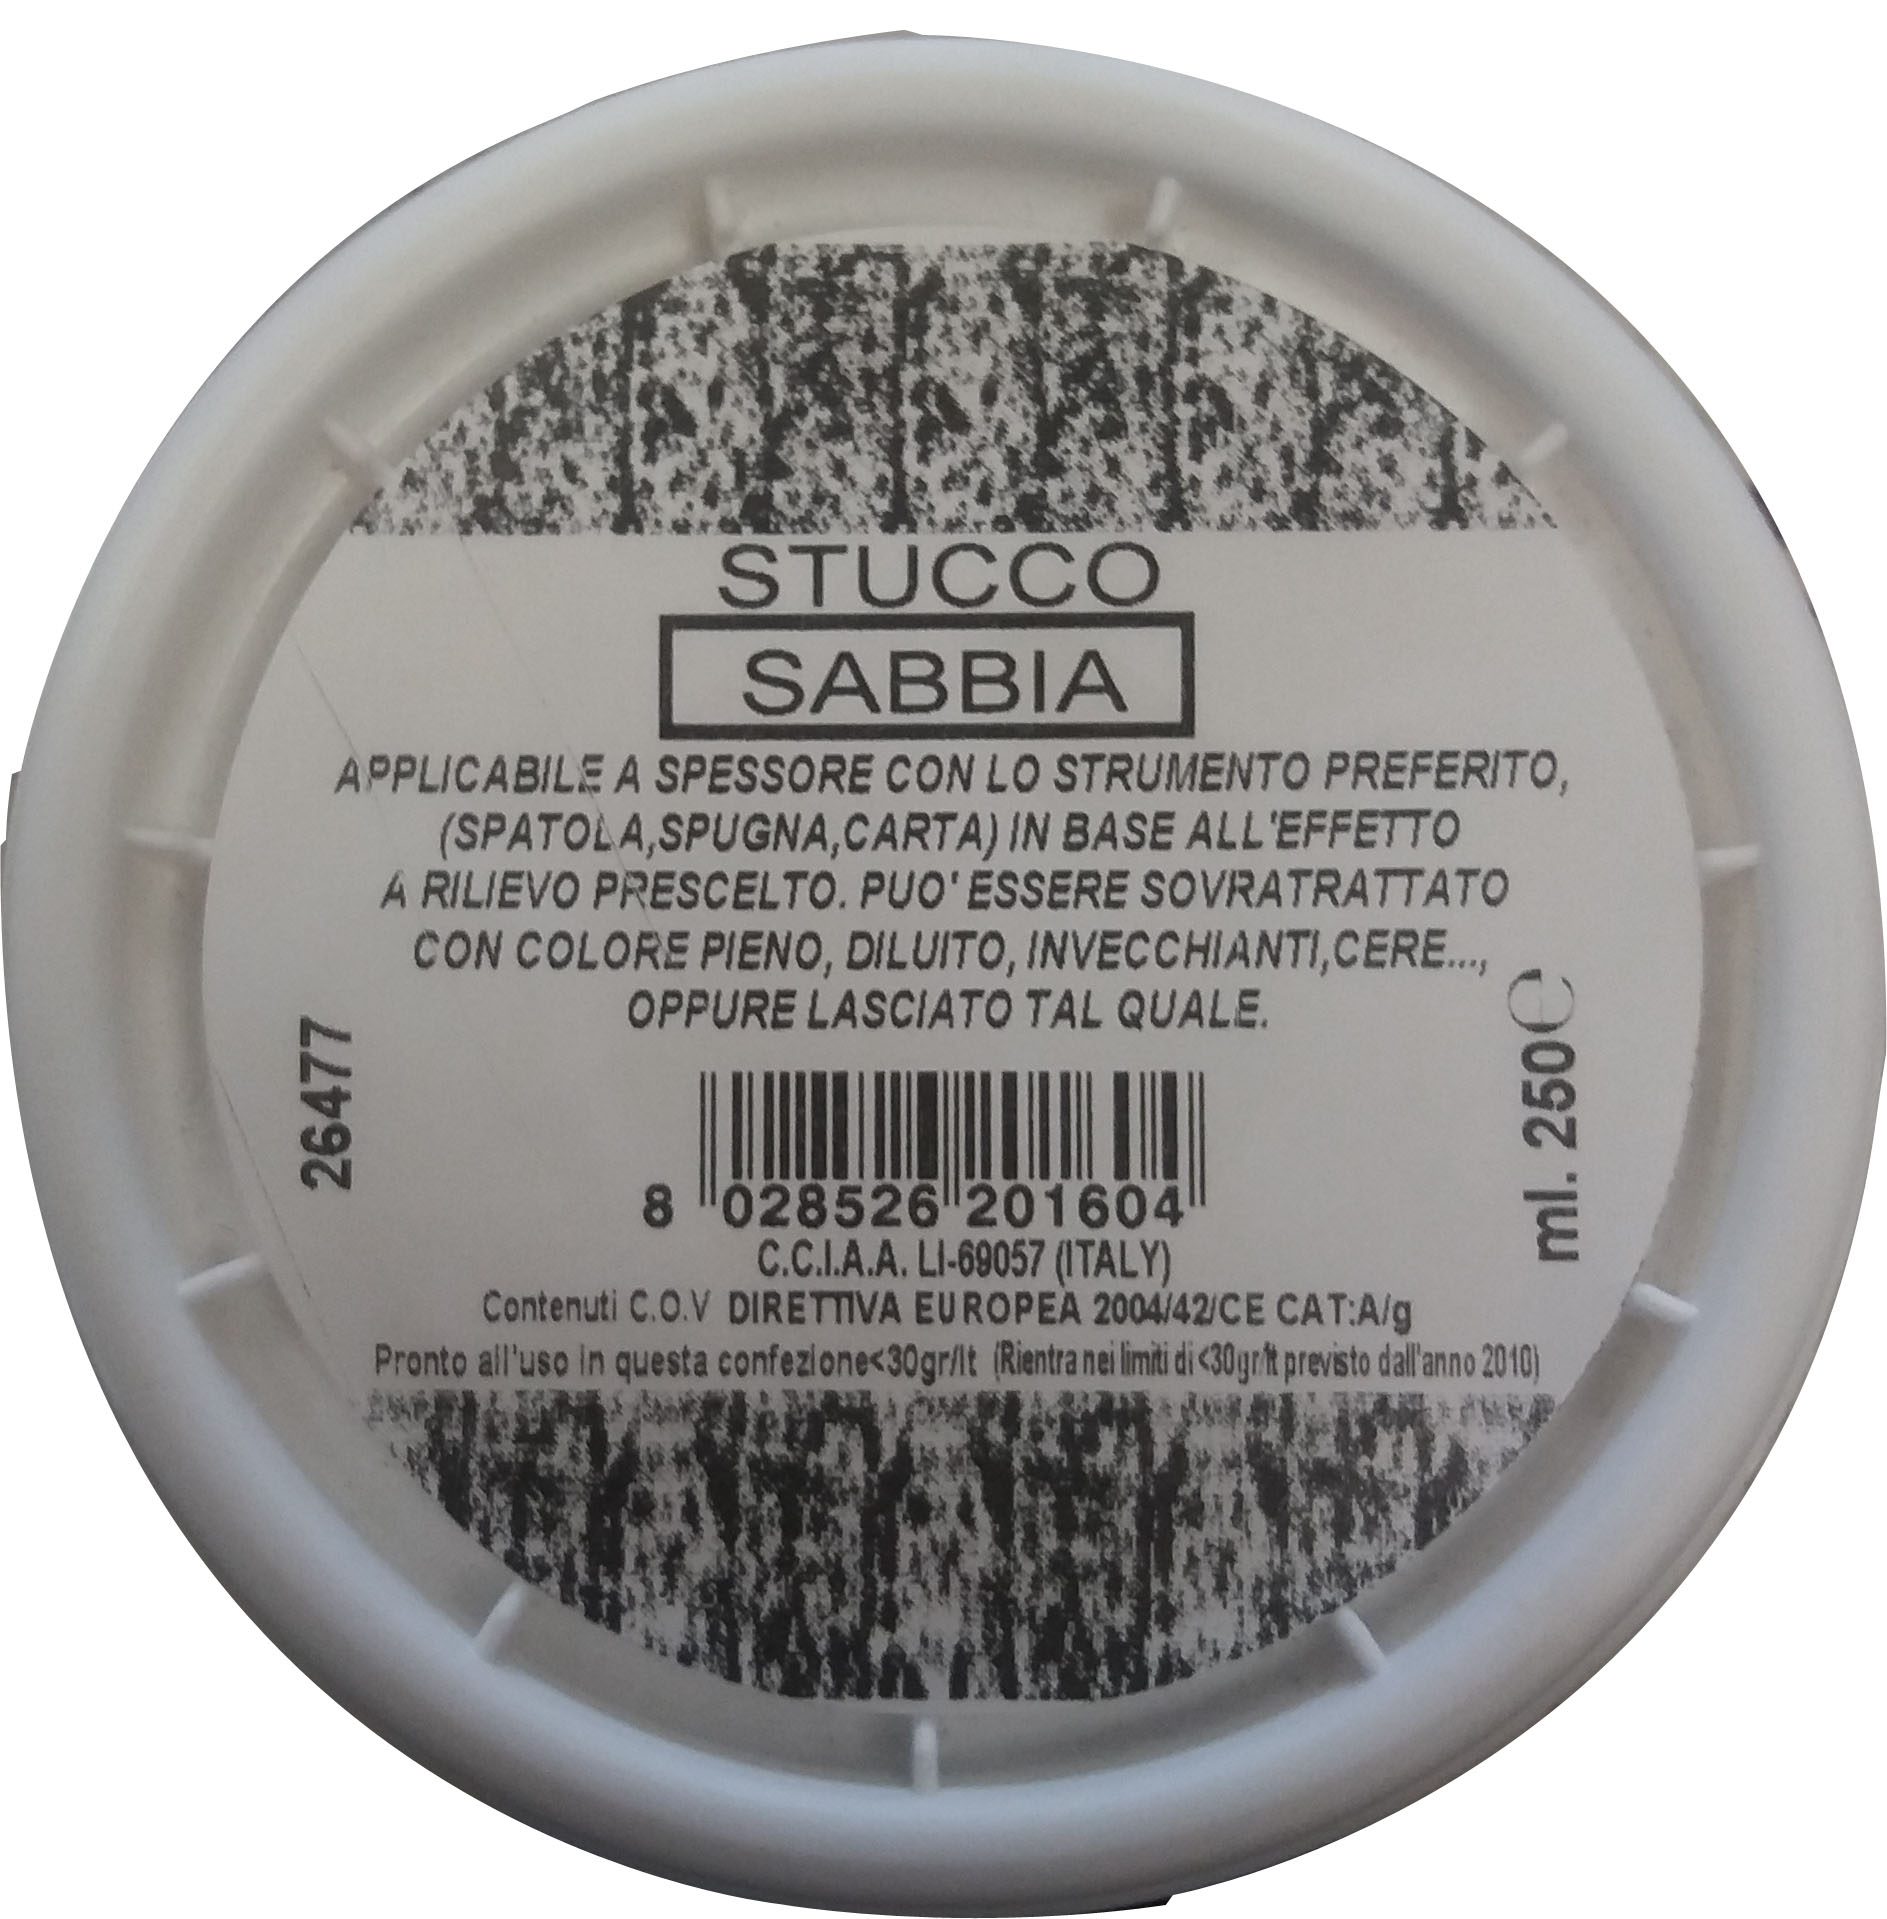 STUCCO
SABBIA
APPLICABILE A SPESSORE CON LO STRUMENTO PREFERITO,
(SPATOLA,SPUGNA,CARTA) IN BASE ALL'EFFETTO
A RILIEVO PRESCELTO. PUO' ESSERE SOVRATRATTATO
CON COLORE PIENO, DILUITO, INVECCHIANTI,CERE...,
OPPURE LASCIATO TAL QUALE.
26477
ml. 250e
8 028526 201604
C.C.I.A.A. LI-69057 (ITALY)
Contenuti C.O.V DIRETTIVA EUROPEA 2004/42/CE CAT:A/g
Pronto all'uso in questa confezione<30gr/lt (Rientra nei limiti di <30gr/lt previsto dall'anno 2010)